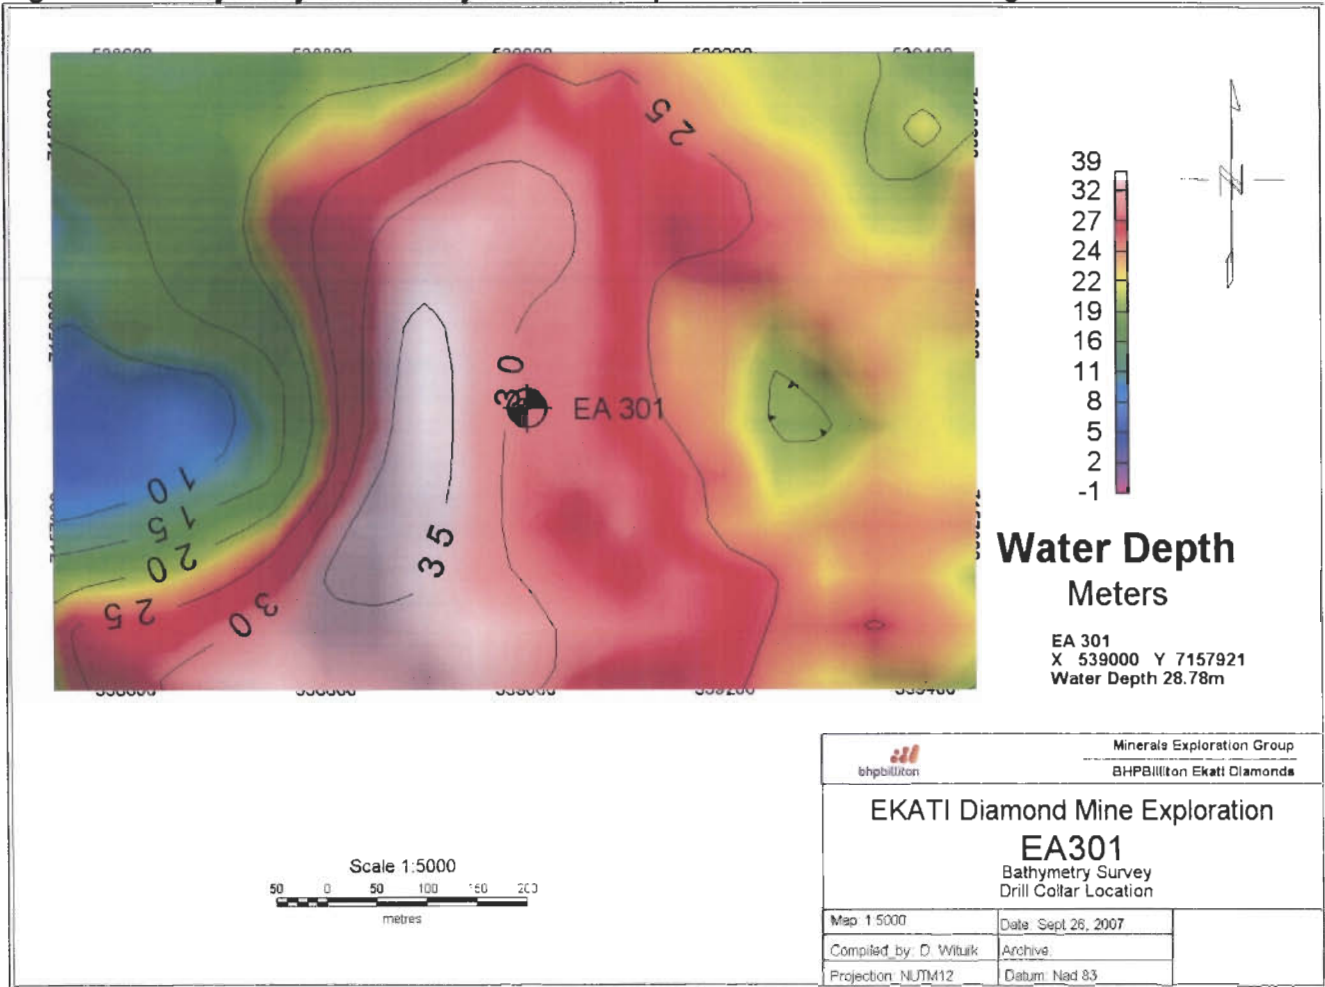 25
30
EA 301
10
15
20
25
30
35
39
32
27
24
22
19
16
11
8
5
2
-1
N
Water Depth
Meters
EA 301
X 539000 Y 7157921
Water Depth 28.78m
bhpbilliton
Minerals Exploration Group
BHPBilliton Ekati Diamonds
EKATI Diamond Mine Exploration
EA301
Bathymetry Survey
Drill Collar Location
Map: 1:5000
Date: Sept 26, 2007
Compiled_by: D. Wituik
Archive:
Projection: NUTM12
Datum: Nad 83
Scale 1:5000
50 0 50 100 150 200
metres